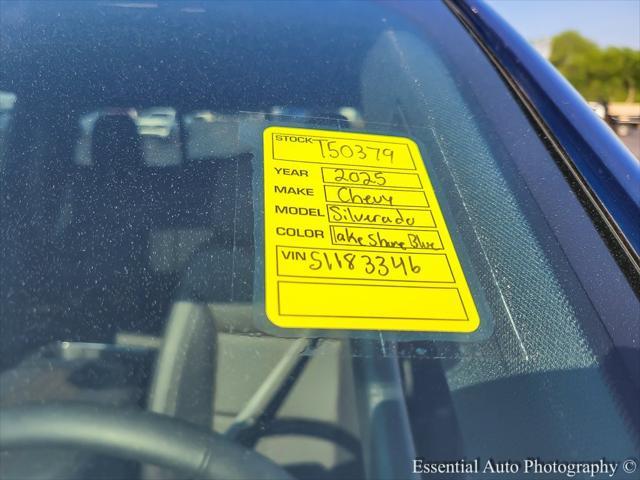 STOCK T50379
YEAR 2025
MAKE Chevy
MODEL Silverado
COLOR lake Shore Blue
VIN S1183346
Essential Auto Photography ©